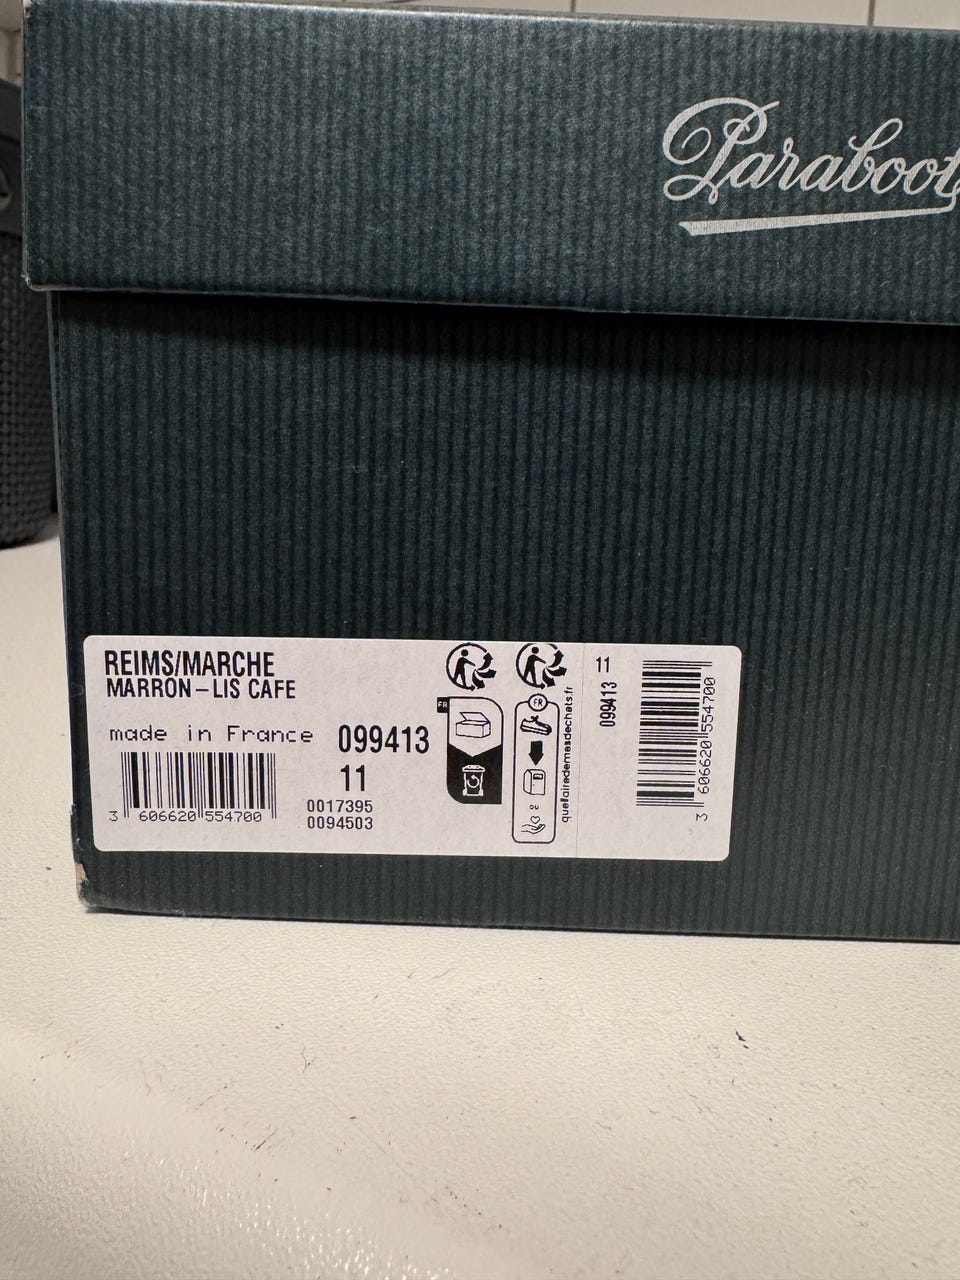 Paraboot
REIMS/MARCHE
MARRON-LIS CAFE
made in France
099413
11
0017395
0094503
3 606620 554700
FR
FR
OU
quefairedemesdechets.fr
11
099413
3 606620 554700